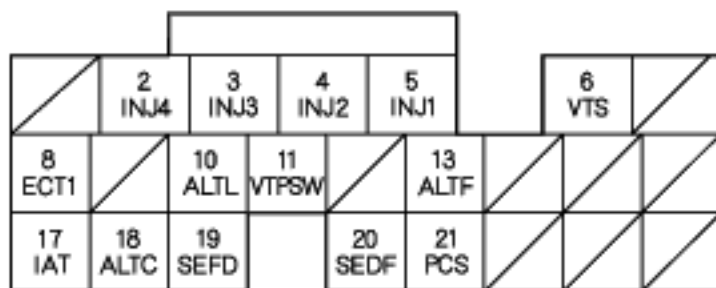 2 3 4 5 6
INJ4 INJ3 INJ2 INJ1 VTS
8 10 11 13
ECT1 ALTL VTPSW ALTF
17 18 19 20 21
IAT ALTC SEFD SEDF PCS